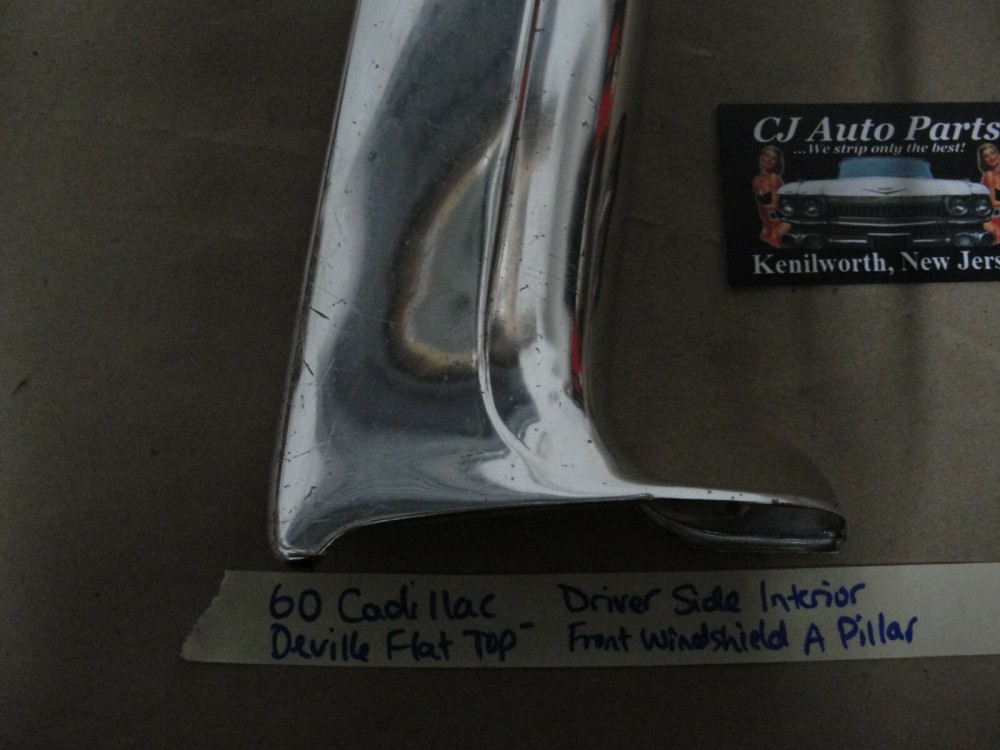 CJ Auto Parts
...We strip only the best!
Kenilworth, New Jers
60 Cadillac Driver Side Interior
Deville Flat Top - Front Windshield A Pillar